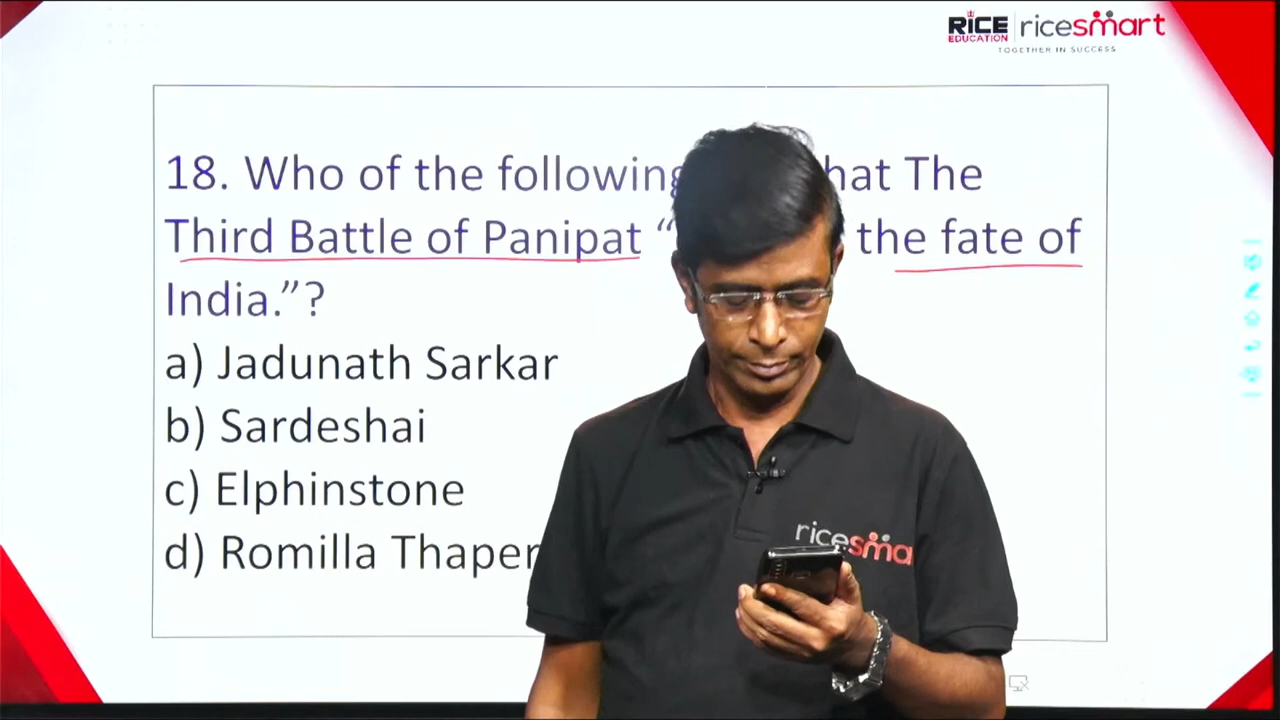 RICE
EDUCATION
ricesmart
TOGETHER IN SUCCESS
18. Who of the following hat The
Third Battle of Panipat “ the fate of
India.”?
a) Jadunath Sarkar
b) Sardeshai
c) Elphinstone
d) Romilla Thaper
ricesma